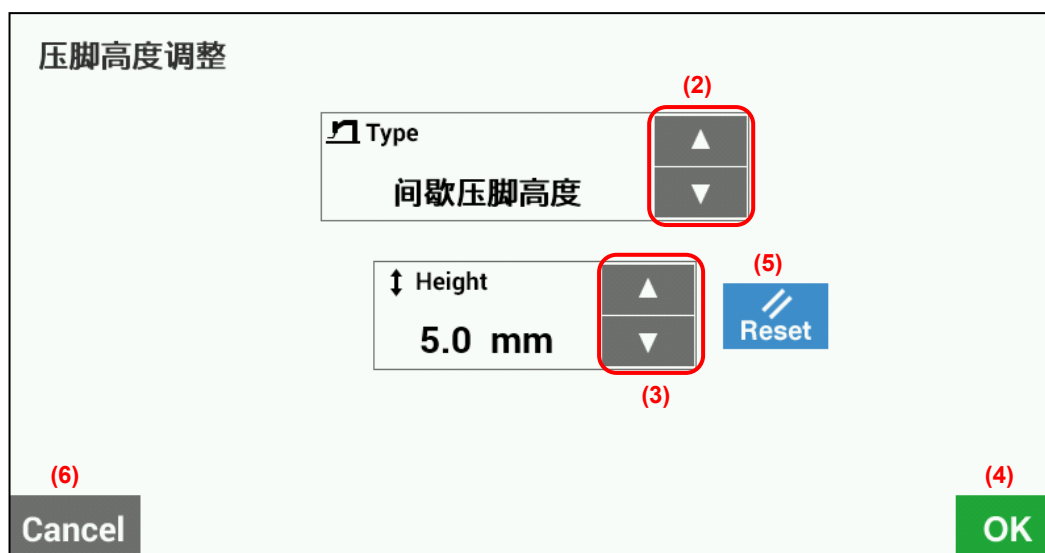 压脚高度调整
(2)
Type
▲
间歇压脚高度
▼
(5)
Height
▲
Reset
5.0 mm
▼
(3)
(6)
(4)
Cancel
OK